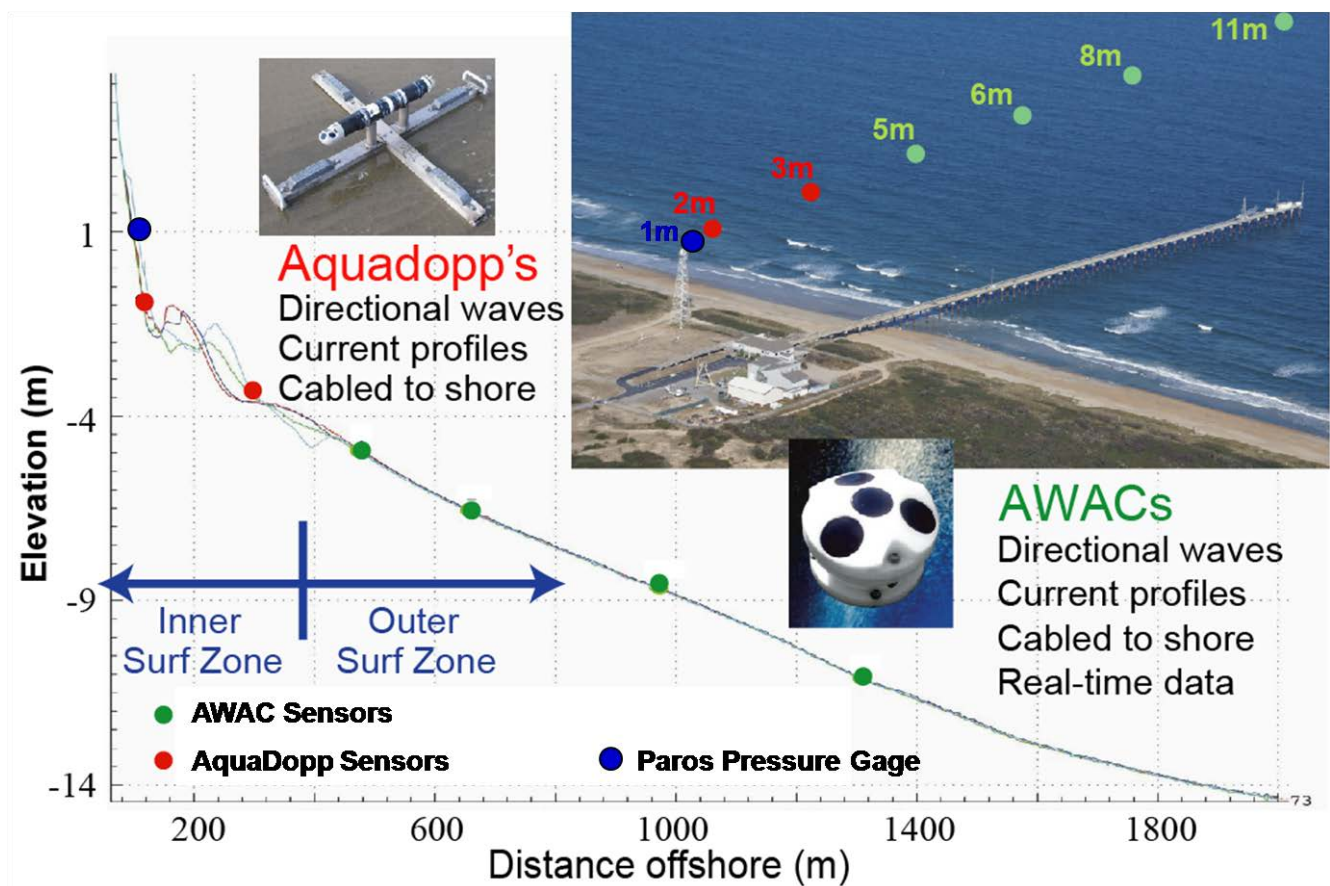 11m
8m
6m
5m
3m
2m
1m
Aquadopp's
Directional waves
Current profiles
Cabled to shore
AWACs
Directional waves
Current profiles
Cabled to shore
Real-time data
Elevation (m)
1
-4
-9
-14
Inner
Surf Zone
Outer
Surf Zone
AWAC Sensors
AquaDopp Sensors
Paros Pressure Gage
73
200
600
1000
1400
1800
Distance offshore (m)